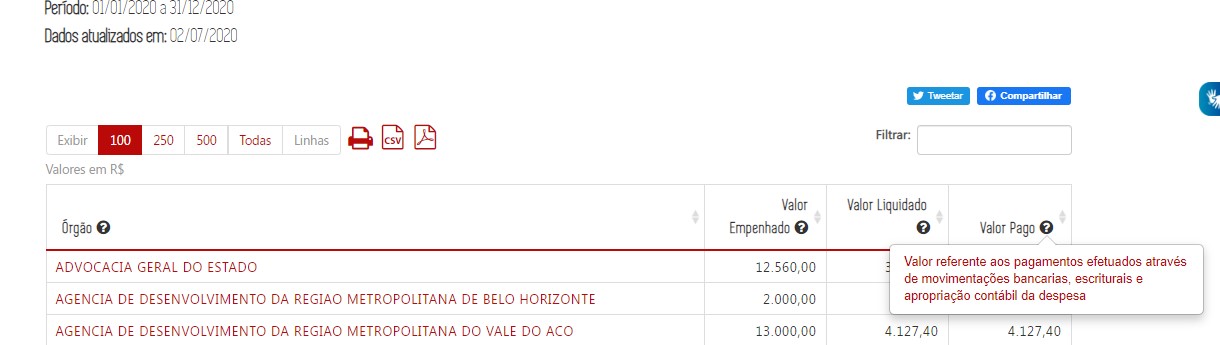 Período: 01/01/2020 a 31/12/2020
Dados atualizados em: 02/07/2020
Tweetar Compartilhar
Exibir 100 250 500 Todas Linhas CSV Filtrar:
Valores em R$
Órgão Valor Empenhado Valor Liquidado Valor Pago
ADVOCACIA GERAL DO ESTADO 12.560,00
Valor referente aos pagamentos efetuados através
de movimentações bancarias, escriturais e
apropriação contábil da despesa
AGENCIA DE DESENVOLVIMENTO DA REGIAO METROPOLITANA DE BELO HORIZONTE 2.000,00
AGENCIA DE DESENVOLVIMENTO DA REGIAO METROPOLITANA DO VALE DO ACO 13.000,00 4.127,40 4.127,40